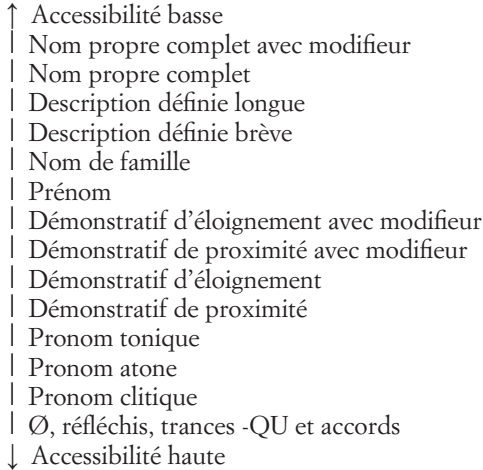 ↑ Accessibilité basse
| Nom propre complet avec modifieur
| Nom propre complet
| Description définie longue
| Description définie brève
| Nom de famille
| Prénom
| Démonstratif d’éloignement avec modifieur
| Démonstratif de proximité avec modifieur
| Démonstratif d’éloignement
| Démonstratif de proximité
| Pronom tonique
| Pronom atone
| Pronom clitique
| Ø, réfléchis, trances -QU et accords
↓ Accessibilité haute